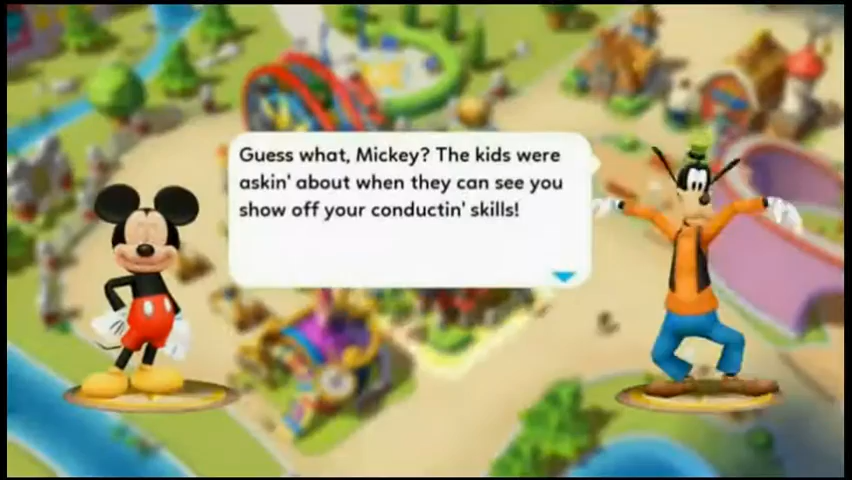 Guess what, Mickey? The kids were
askin' about when they can see you
show off your conductin' skills!